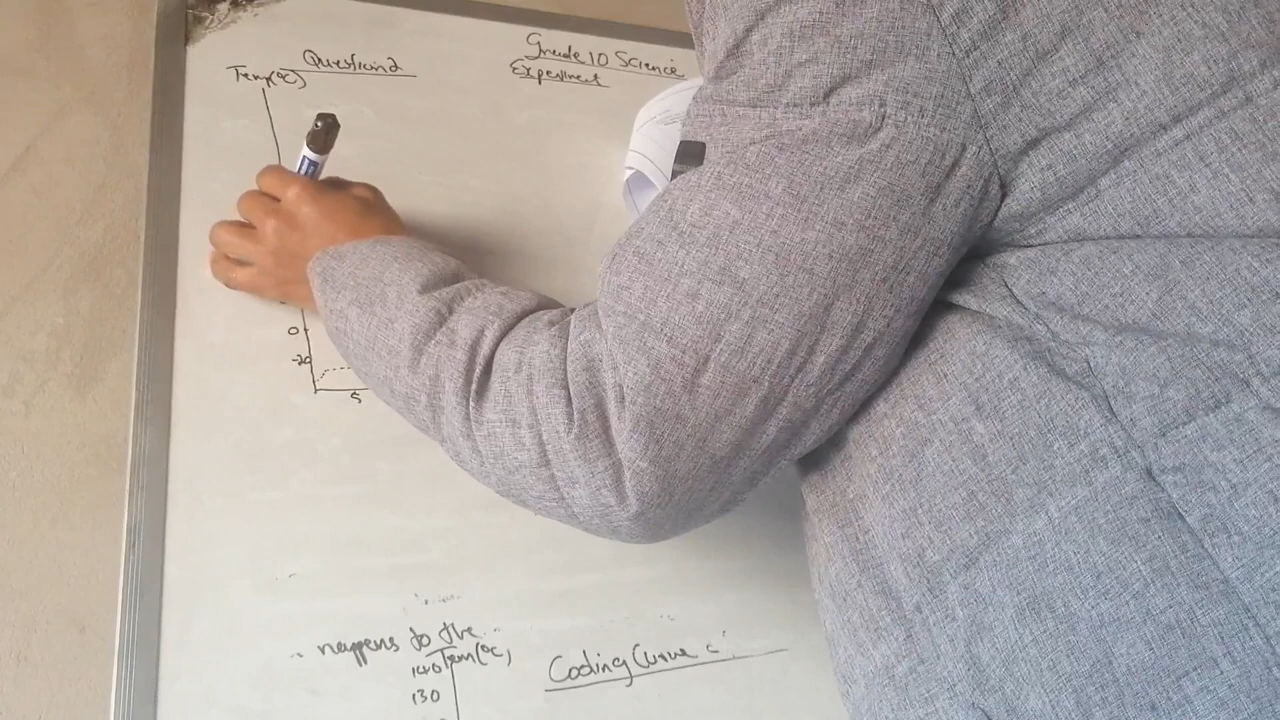 Grade 10 Science
Experiment
Question 2
Temp(°C)
0
-20
5
happens to the
Temp(°C)
140
130
Cooling Curve